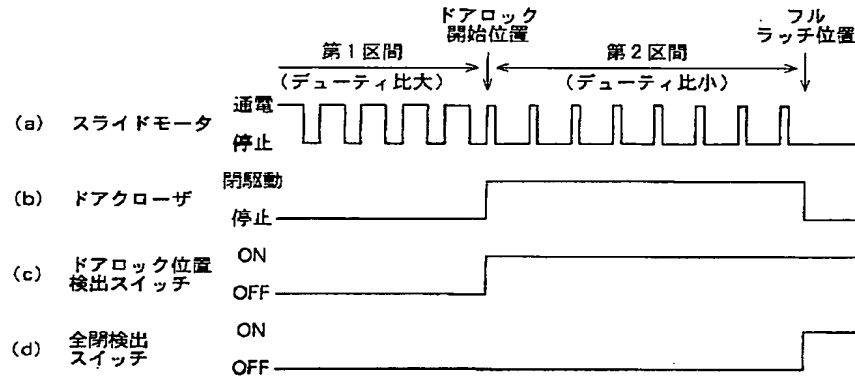 ドアロック
開始位置
フル
ラッチ位置
第1区間
第2区間
(デューティ比大)
(デューティ比小)
(a) スライドモータ
通電
停止
(b) ドアクローザ
閉駆動
停止
(c) ドアロック位置
検出スイッチ
ON
OFF
(d) 全閉検出
スイッチ
ON
OFF